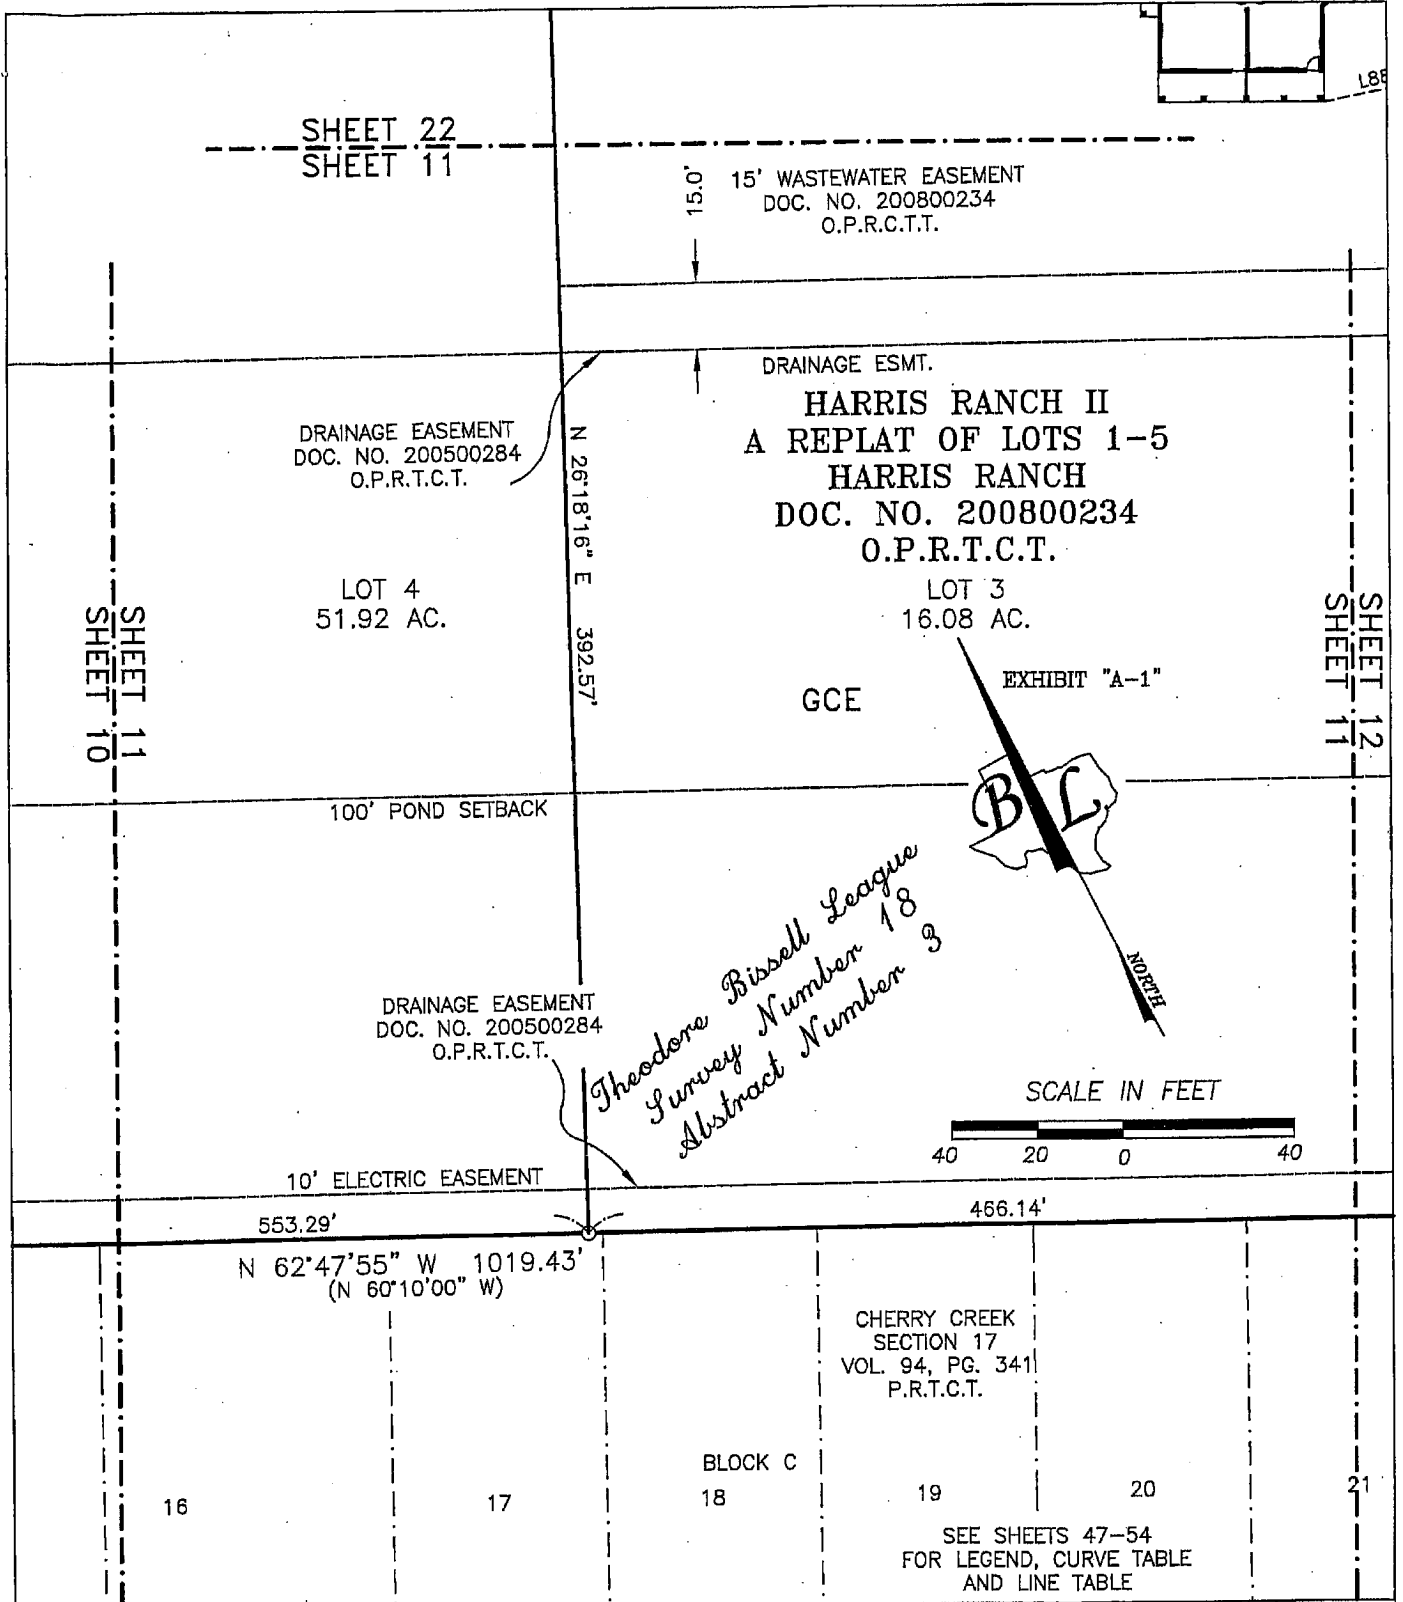 L88
SHEET 22
SHEET 11
15.0'
15' WASTEWATER EASEMENT
DOC. NO. 200800234
O.P.R.C.T.T.
DRAINAGE ESMT.
HARRIS RANCH II
A REPLAT OF LOTS 1-5
HARRIS RANCH
DOC. NO. 200800234
O.P.R.T.C.T.
DRAINAGE EASEMENT
DOC. NO. 200500284
O.P.R.T.C.T.
N 26°18'16" E 392.57'
LOT 4
51.92 AC.
LOT 3
16.08 AC.
SHEET 11
SHEET 10
SHEET 12
SHEET 11
EXHIBIT "A-1"
GCE
B L
100' POND SETBACK
Theodore Bissell League
Survey Number 18
Abstract Number 3
NORTH
DRAINAGE EASEMENT
DOC. NO. 200500284
O.P.R.T.C.T.
SCALE IN FEET
40 20 0 40
10' ELECTRIC EASEMENT
553.29'
466.14'
N 62°47'55" W 1019.43'
(N 60°10'00" W)
CHERRY CREEK
SECTION 17
VOL. 94, PG. 341
P.R.T.C.T.
BLOCK C
16 17 18 19 20 21
SEE SHEETS 47-54
FOR LEGEND, CURVE TABLE
AND LINE TABLE